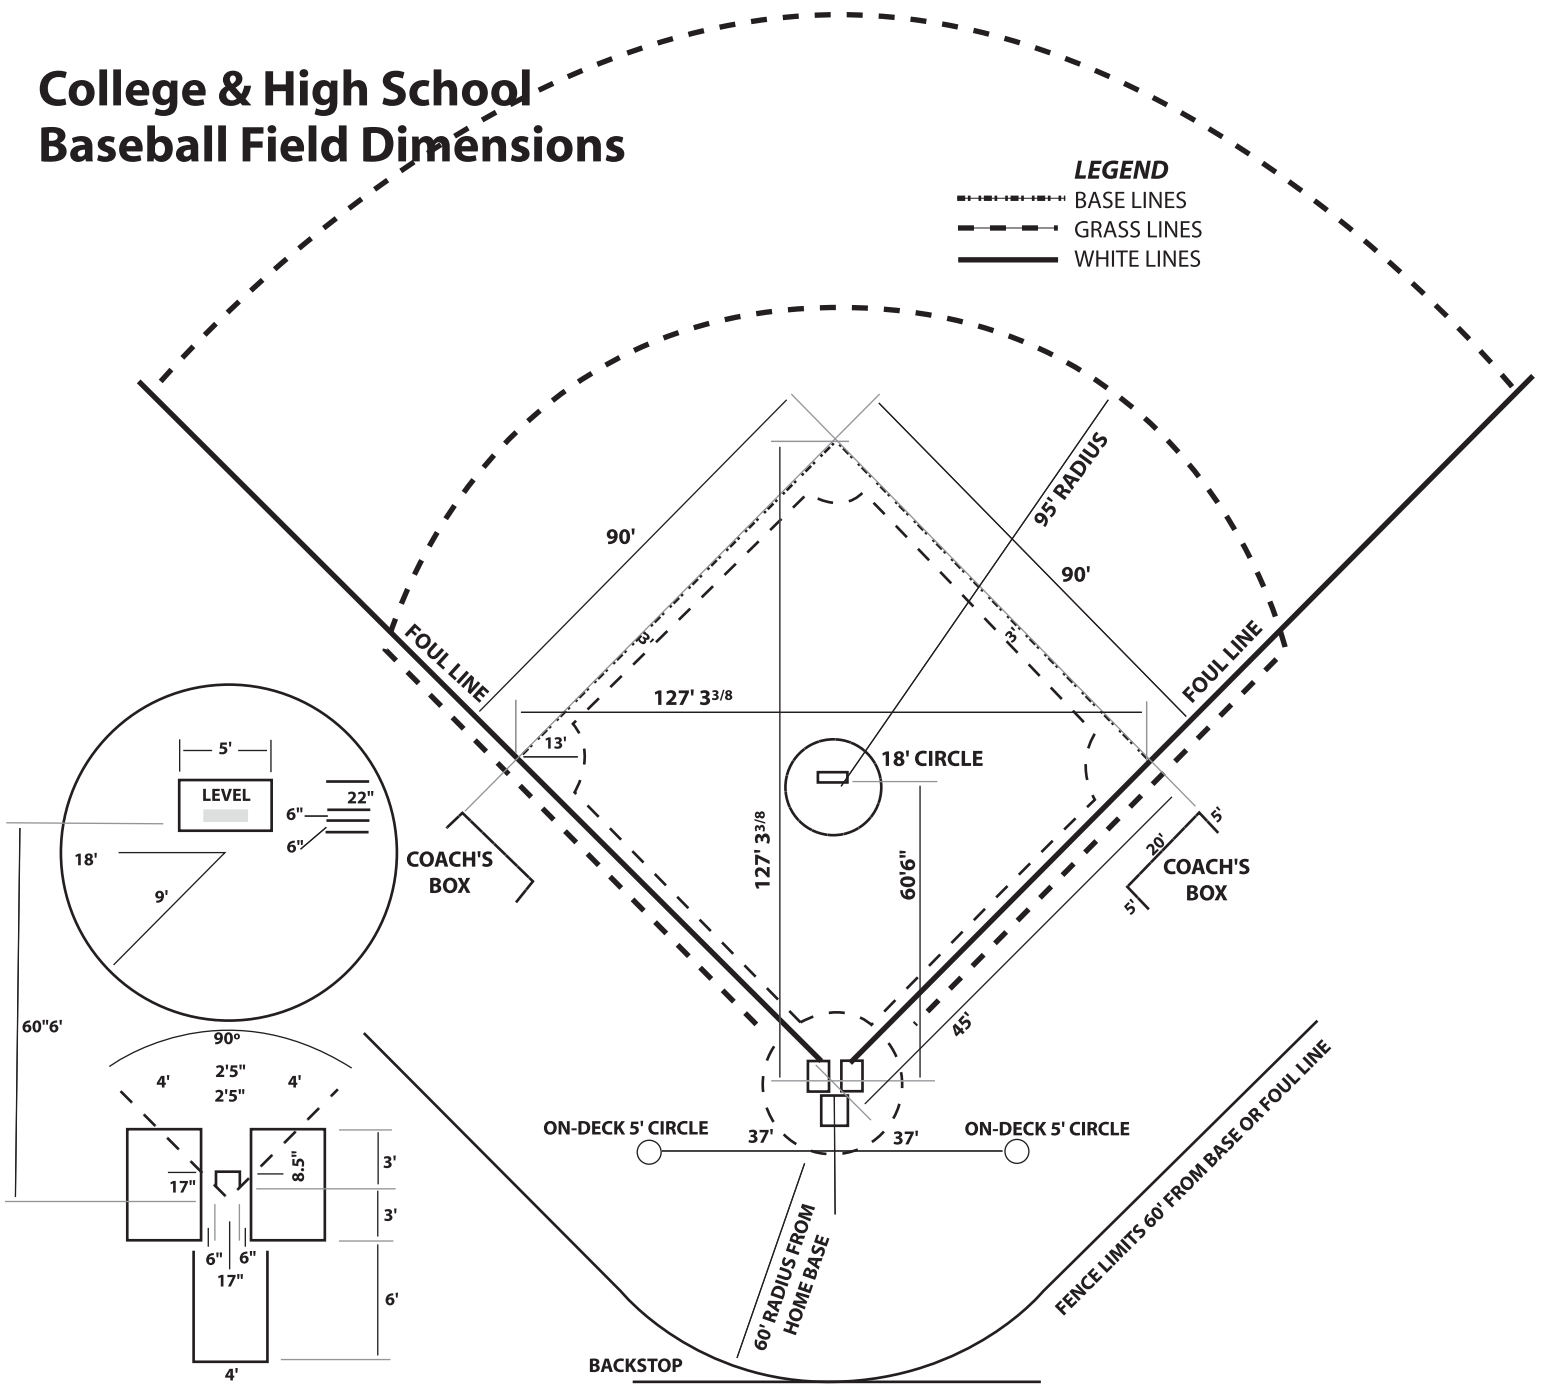 College & High School
Baseball Field Dimensions
LEGEND
BASE LINES
GRASS LINES
WHITE LINES
95' RADIUS
90'
90'
3'
3'
FOUL LINE
FOUL LINE
127' 3 3/8
13'
18' CIRCLE
127' 3 3/8
60'6"
5'
LEVEL
22"
6"
6"
18'
9'
COACH'S
BOX
5'
20'
COACH'S
BOX
5'
45'
60"6'
90º
2'5"
4'
4'
2'5"
ON-DECK 5' CIRCLE
37'
37'
ON-DECK 5' CIRCLE
17"
8.5"
3'
3'
6"
6"
17"
6'
4'
60' RADIUS FROM
HOME BASE
FENCE LIMITS 60' FROM BASE OR FOUL LINE
BACKSTOP